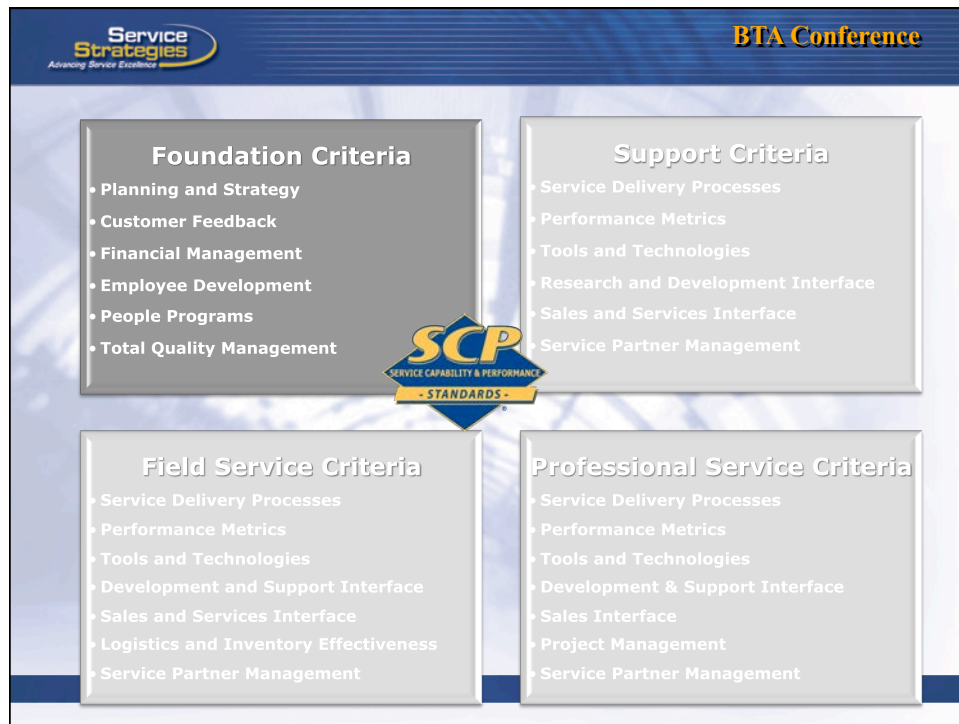 Service
Strategies
Advancing Service Excellence
BTA Conference
Foundation Criteria
• Planning and Strategy
• Customer Feedback
• Financial Management
• Employee Development
• People Programs
• Total Quality Management
Support Criteria
• Service Delivery Processes
• Performance Metrics
• Tools and Technologies
• Research and Development Interface
• Sales and Services Interface
• Service Partner Management
SCP
SERVICE CAPABILITY & PERFORMANCE
- STANDARDS -
®
Field Service Criteria
• Service Delivery Processes
• Performance Metrics
• Tools and Technologies
• Development and Support Interface
• Sales and Services Interface
• Logistics and Inventory Effectiveness
• Service Partner Management
Professional Service Criteria
• Service Delivery Processes
• Performance Metrics
• Tools and Technologies
• Development & Support Interface
• Sales Interface
• Project Management
• Service Partner Management